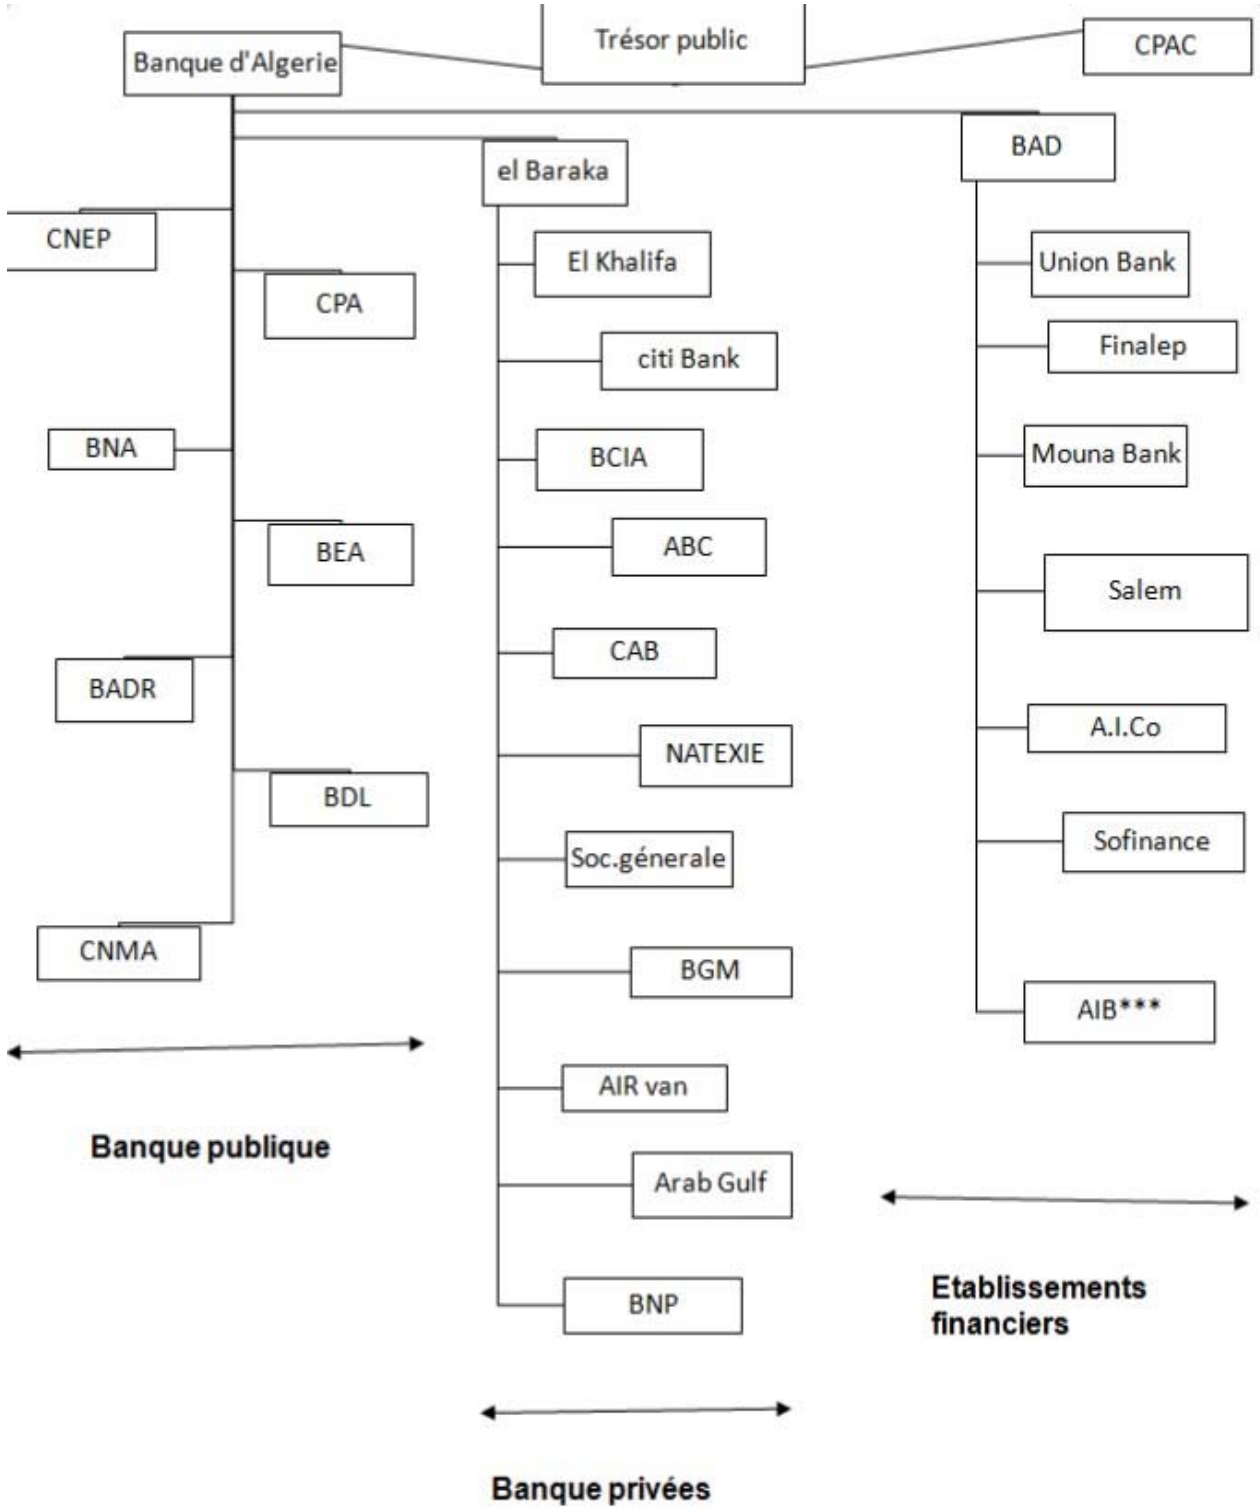 Trésor public
Banque d'Algerie
CPAC
el Baraka
BAD
CNEP
CPA
BNA
BEA
BADR
BDL
CNMA
Banque publique
El Khalifa
citi Bank
BCIA
ABC
CAB
NATEXIE
Soc.génerale
BGM
AIR van
Arab Gulf
BNP
Banque privées
Union Bank
Finalep
Mouna Bank
Salem
A.I.Co
Sofinance
AIB***
Etablissements
financiers